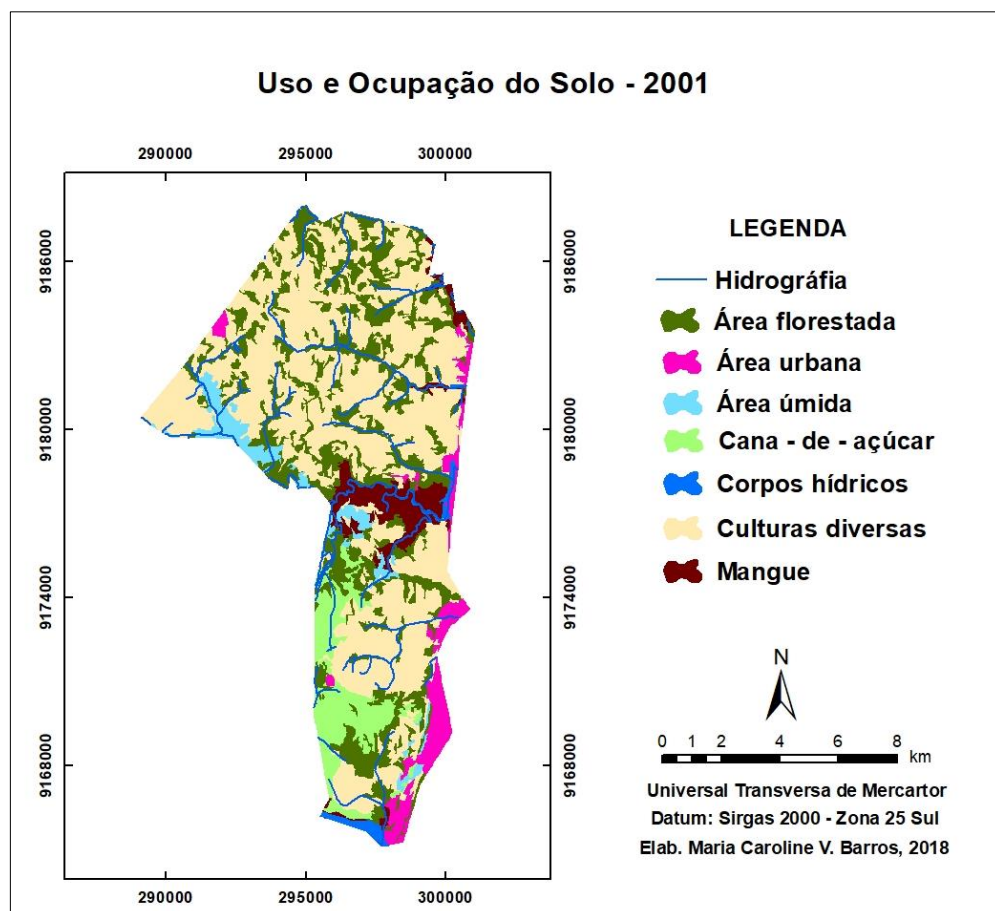 Uso e Ocupação do Solo - 2001
290000 295000 300000
9186000
9180000
9174000
9168000
9186000
9180000
9174000
9168000
290000 295000 300000
LEGENDA
Hidrográfia
Área florestada
Área urbana
Área úmida
Cana - de - açúcar
Corpos hídricos
Culturas diversas
Mangue
N
0 1 2 4 6 8
km
Universal Transversa de Mercartor
Datum: Sirgas 2000 - Zona 25 Sul
Elab. Maria Caroline V. Barros, 2018